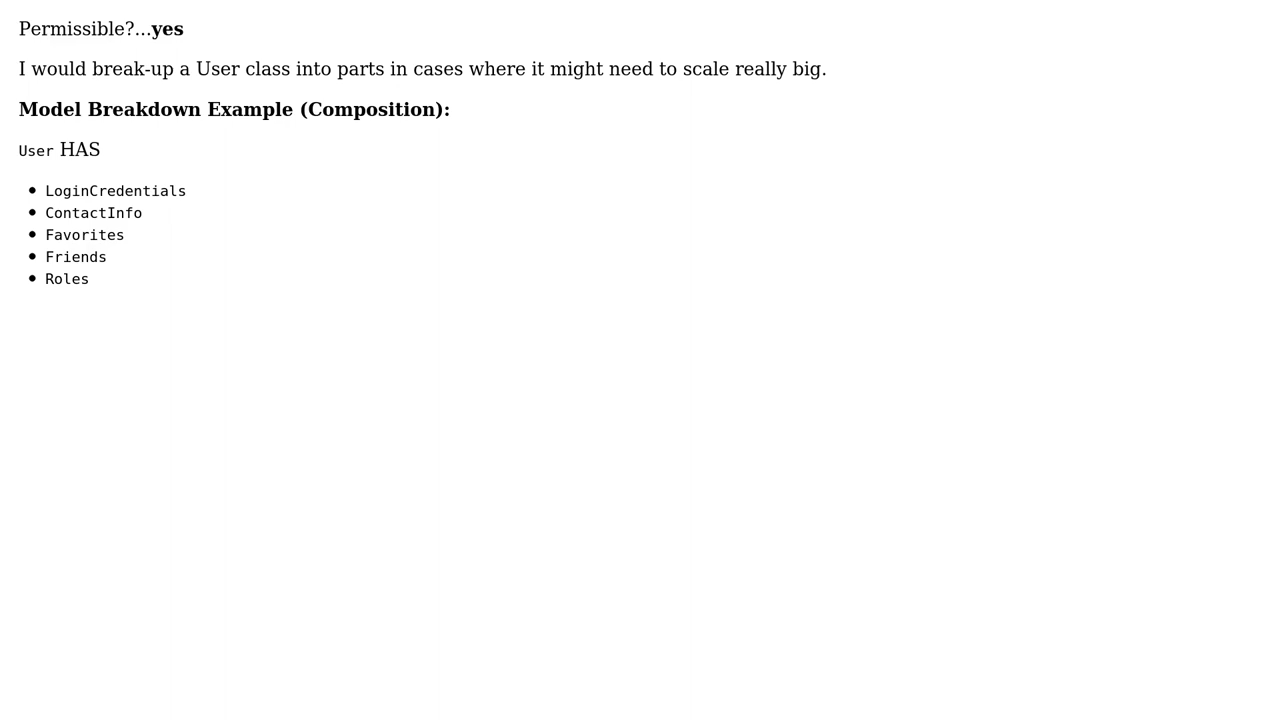 Permissible?...yes
I would break-up a User class into parts in cases where it might need to scale really big.
Model Breakdown Example (Composition):
User HAS
LoginCredentials
ContactInfo
Favorites
Friends
Roles